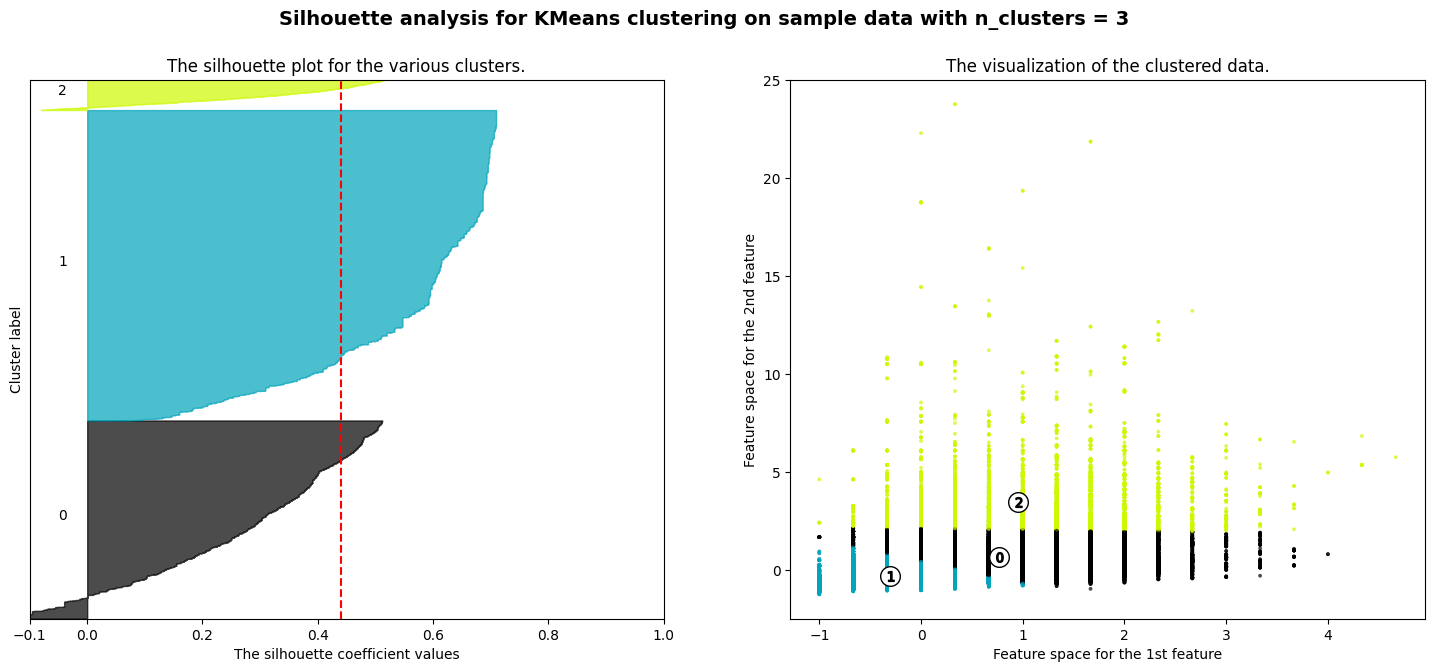 Silhouette analysis for KMeans clustering on sample data with n_clusters = 3
The silhouette plot for the various clusters.
2
1
0
Cluster label
−0.1 0.0 0.2 0.4 0.6 0.8 1.0
The silhouette coefficient values
The visualization of the clustered data.
25
20
15
10
5
0
Feature space for the 2nd feature
2
0
1
−1 0 1 2 3 4
Feature space for the 1st feature